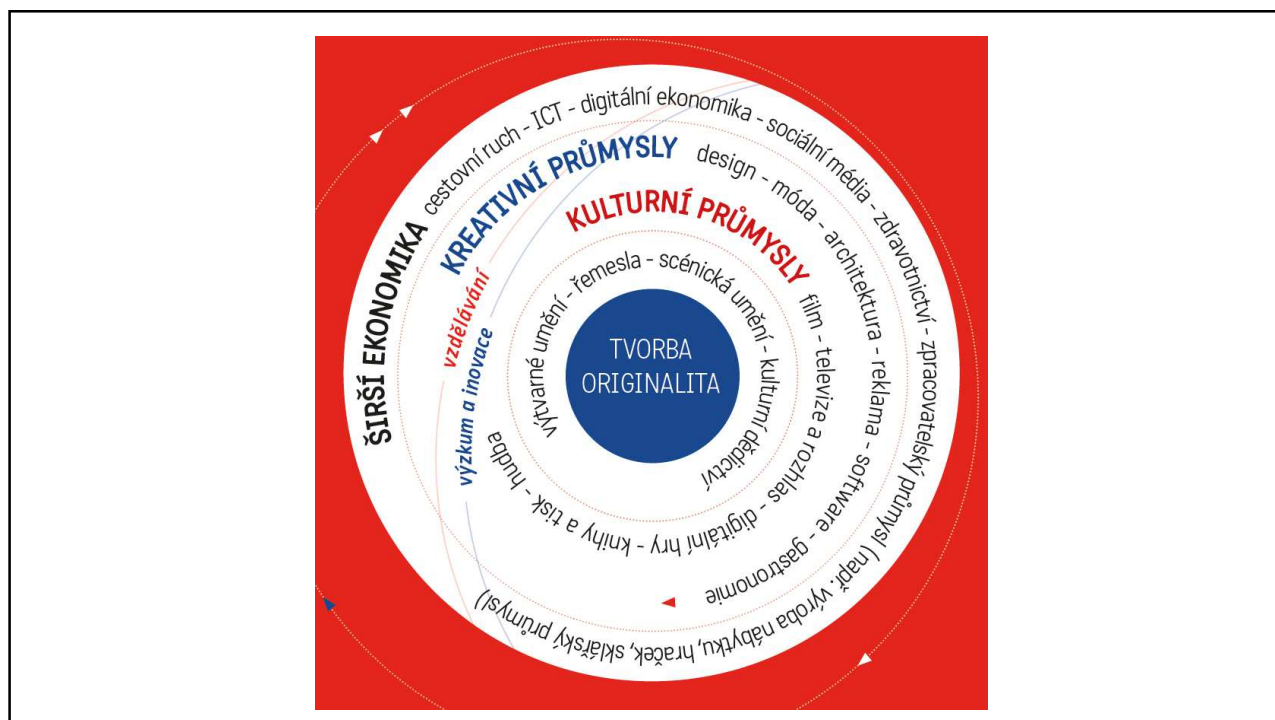 ŠIRŠÍ EKONOMIKA cestovní ruch - ICT - digitální ekonomika - sociální média - zdravotnictví - zpracovatelský průmysl (např. výroba nábytku, hraček, sklářský průmysl)
KREATIVNÍ PRŮMYSLY design - móda - architektura - reklama - software - gastronomie
KULTURNÍ PRŮMYSLY film - televize a rozhlas - digitální hry - knihy a tisk - hudba
výtvarné umění - řemesla - scénická umění - kulturní dědictví
vzdělávání
výzkum a inovace
TVORBA
ORIGINALITA